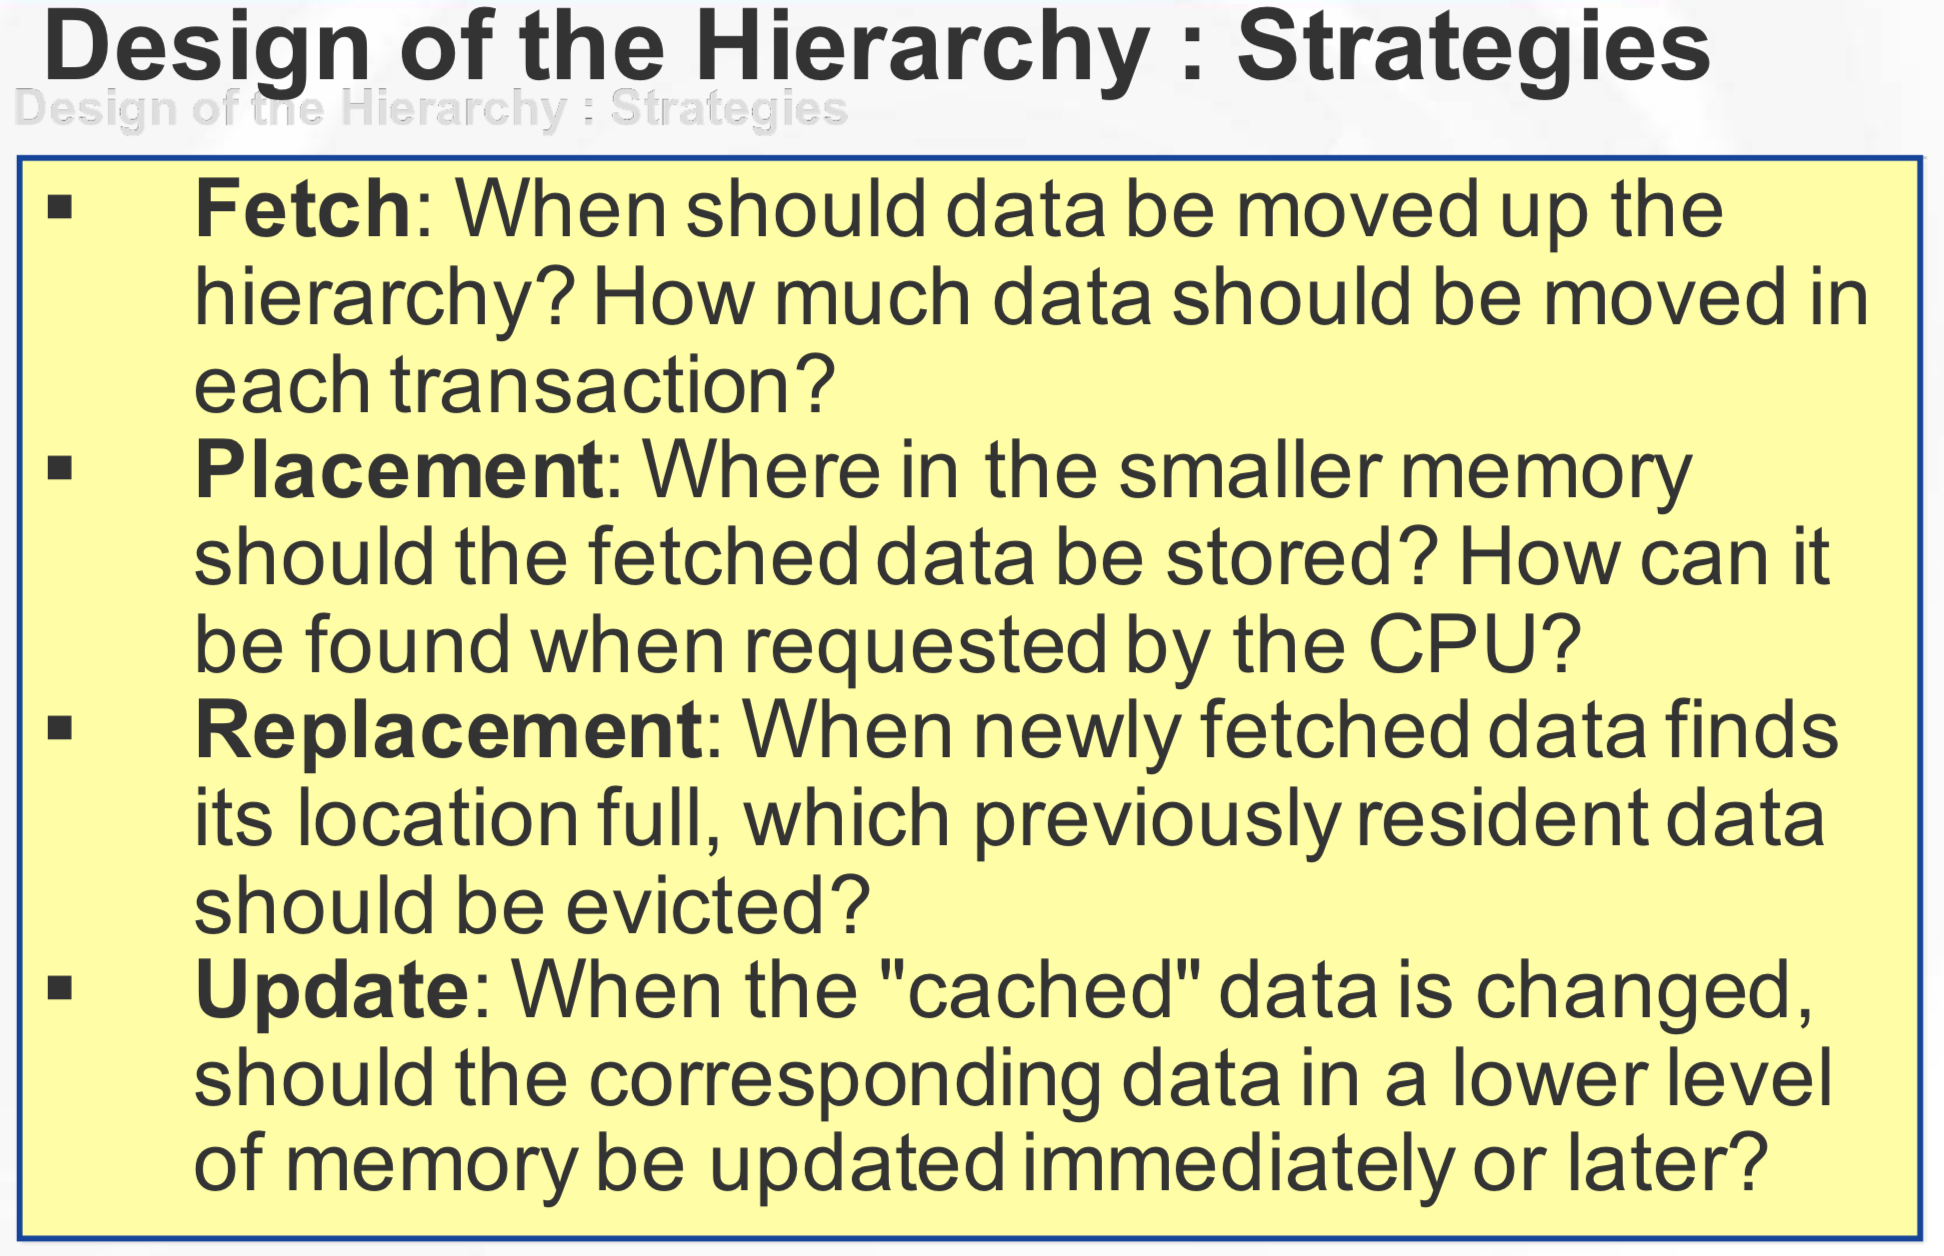 Design of the Hierarchy : Strategies
Design of the Hierarchy : Strategies
▪ Fetch: When should data be moved up the
hierarchy? How much data should be moved in
each transaction?
▪ Placement: Where in the smaller memory
should the fetched data be stored? How can it
be found when requested by the CPU?
▪ Replacement: When newly fetched data finds
its location full, which previously resident data
should be evicted?
▪ Update: When the "cached" data is changed,
should the corresponding data in a lower level
of memory be updated immediately or later?